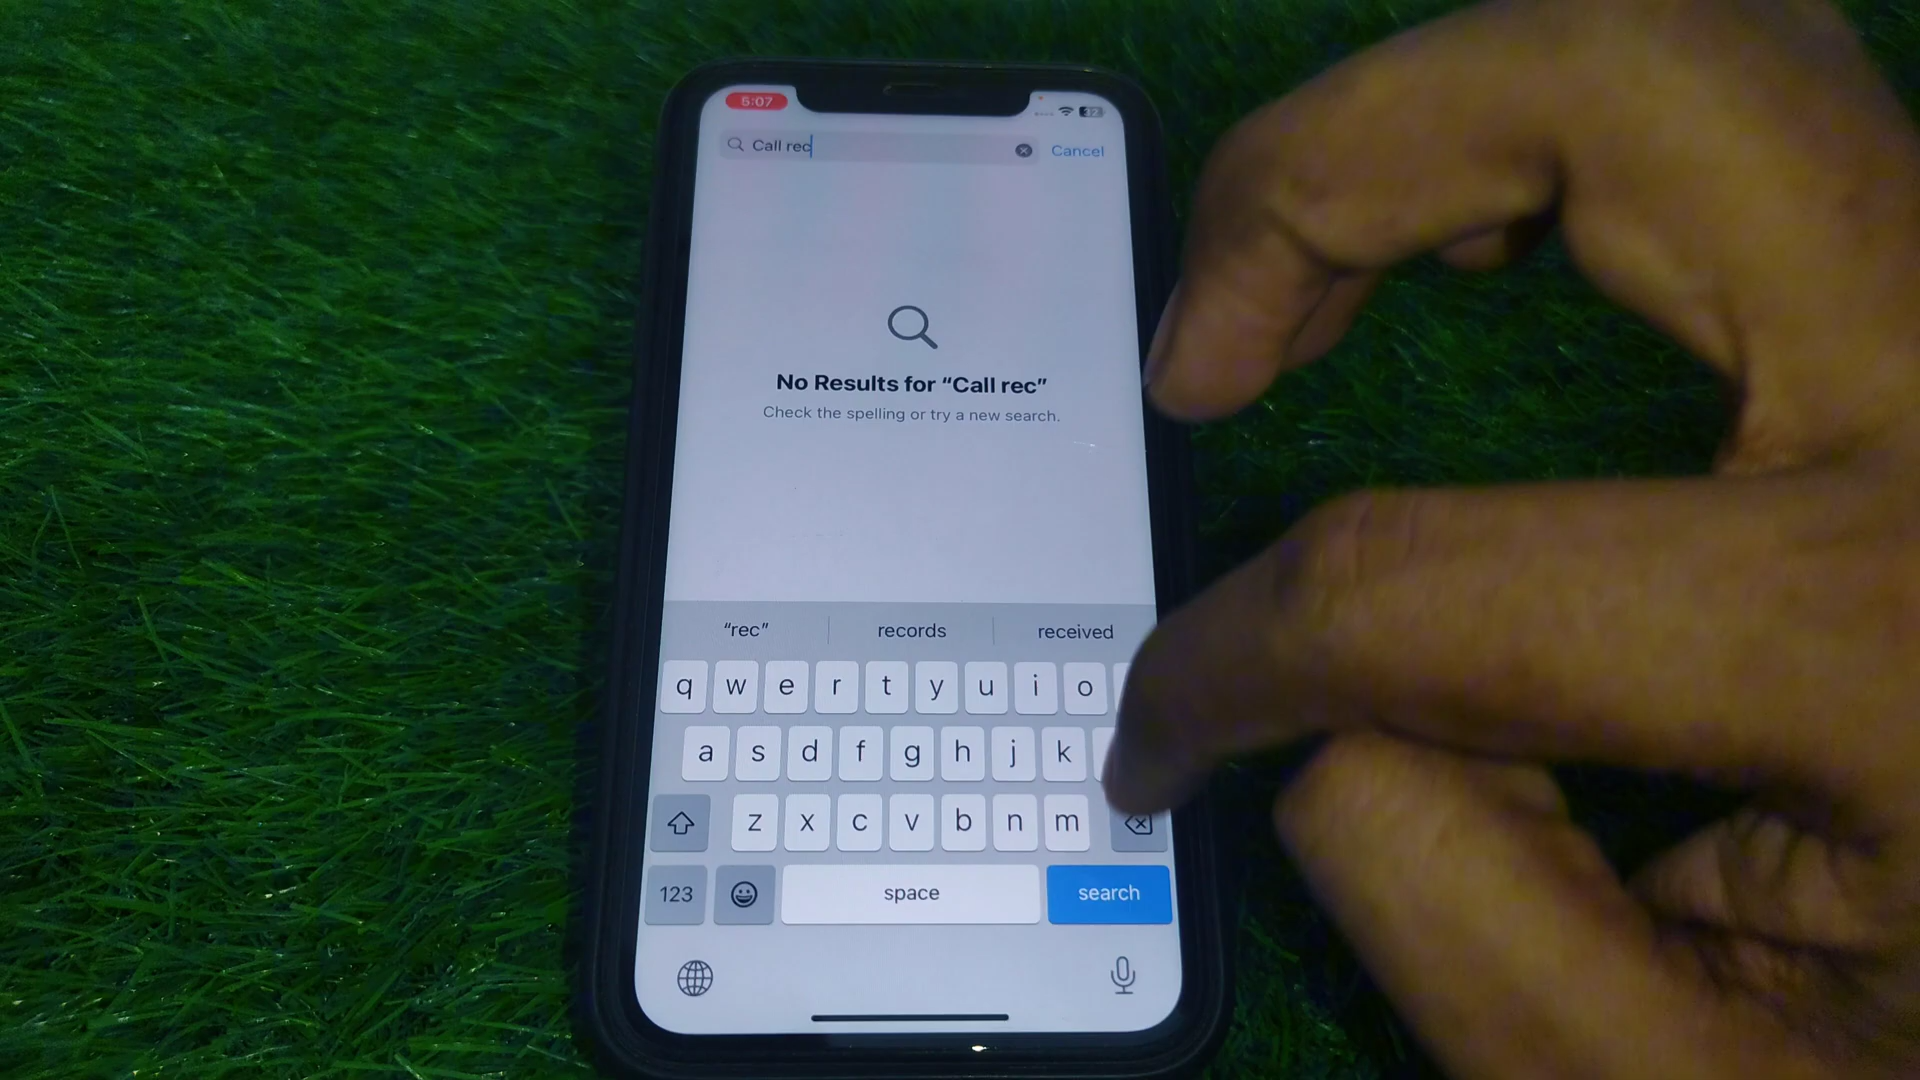 5:07
Call rec
Cancel
No Results for “Call rec”
Check the spelling or try a new search.
“rec” records received
q w e r t y u i o
a s d f g h j k
z x c v b n m
123 space search